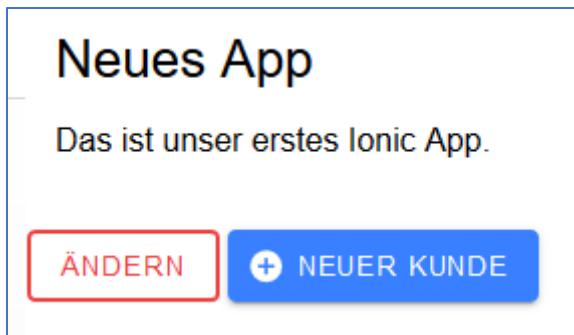 Neues App
Das ist unser erstes Ionic App.
ÄNDERN NEUER KUNDE